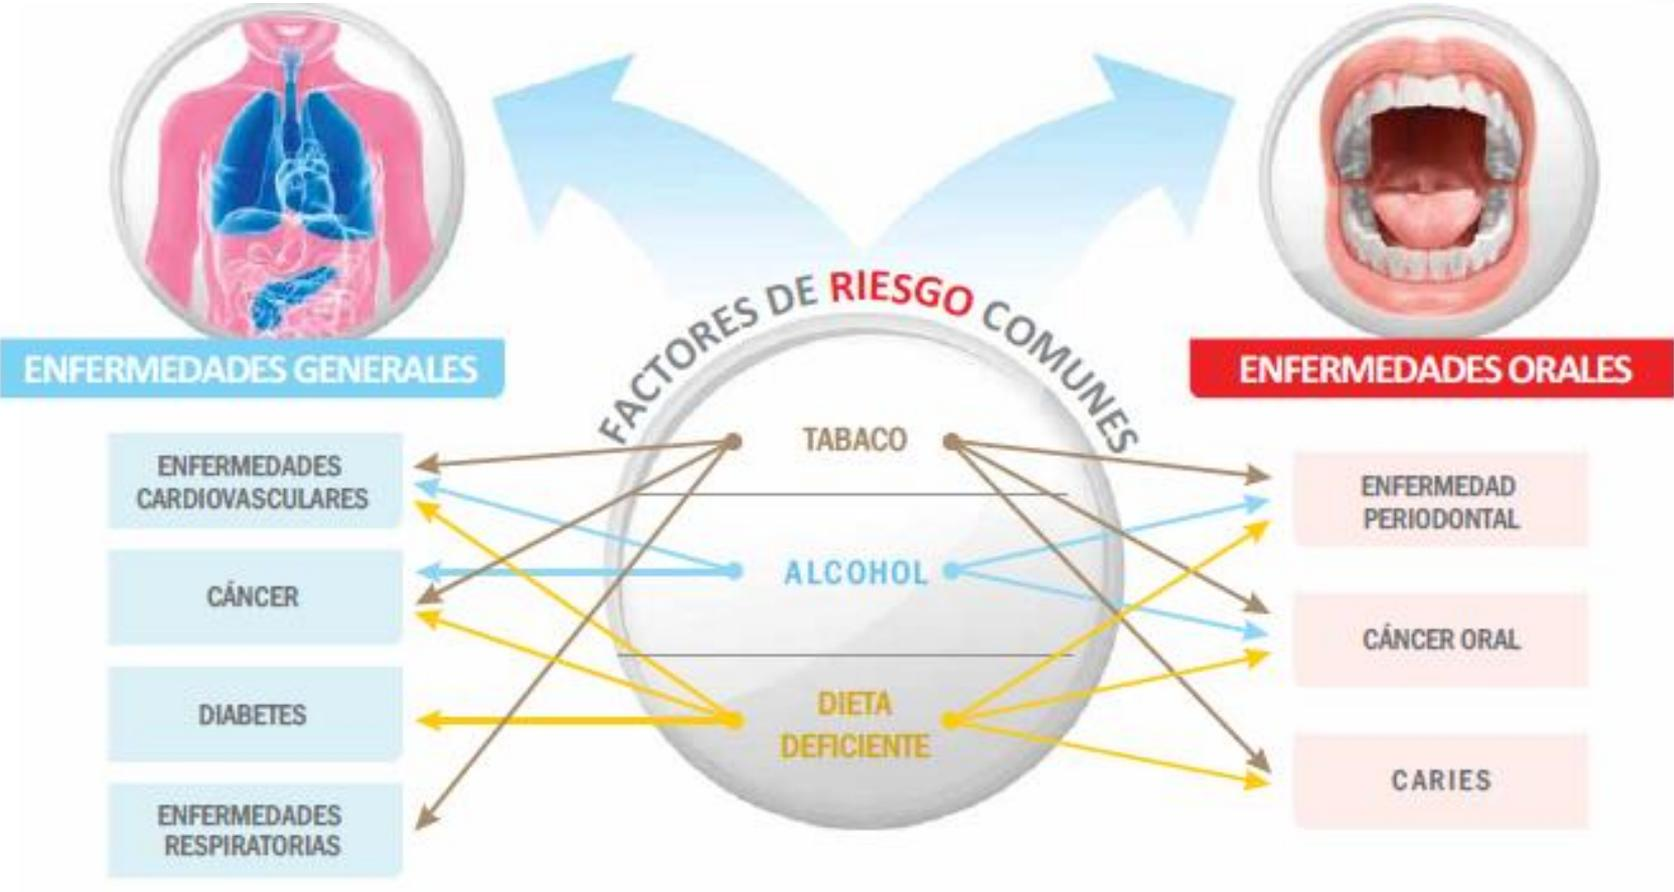 FACTORES DE RIESGO COMUNES
ENFERMEDADES GENERALES
ENFERMEDADES
CARDIOVASCULARES
CÁNCER
DIABETES
ENFERMEDADES
RESPIRATORIAS
TABACO
ALCOHOL
DIETA
DEFICIENTE
ENFERMEDADES ORALES
ENFERMEDAD
PERIODONTAL
CÁNCER ORAL
CARIES